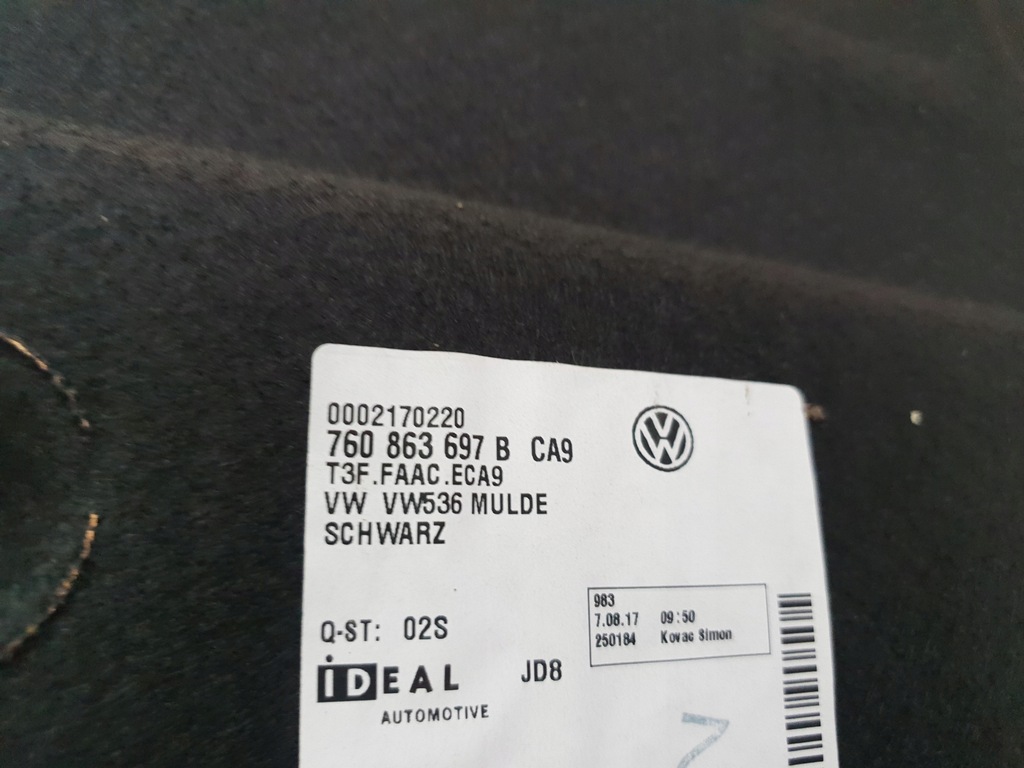 0002170220
760 863 697 B CA9
T3F.FAAC.ECA9
VW VW536 MULDE
SCHWARZ
983
7.08.17 09:50
250184 Kovac Simon
Q-ST: 02S
JD8
iDEAL
AUTOMOTIVE